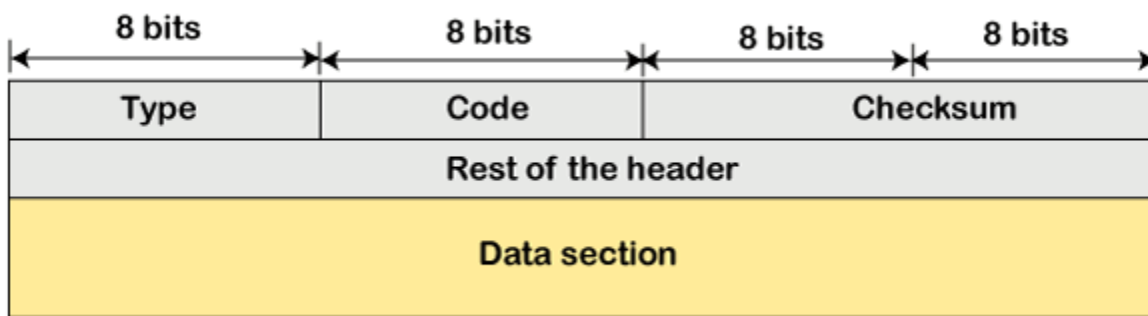 8 bits 8 bits 8 bits 8 bits
Type Code Checksum
Rest of the header
Data section